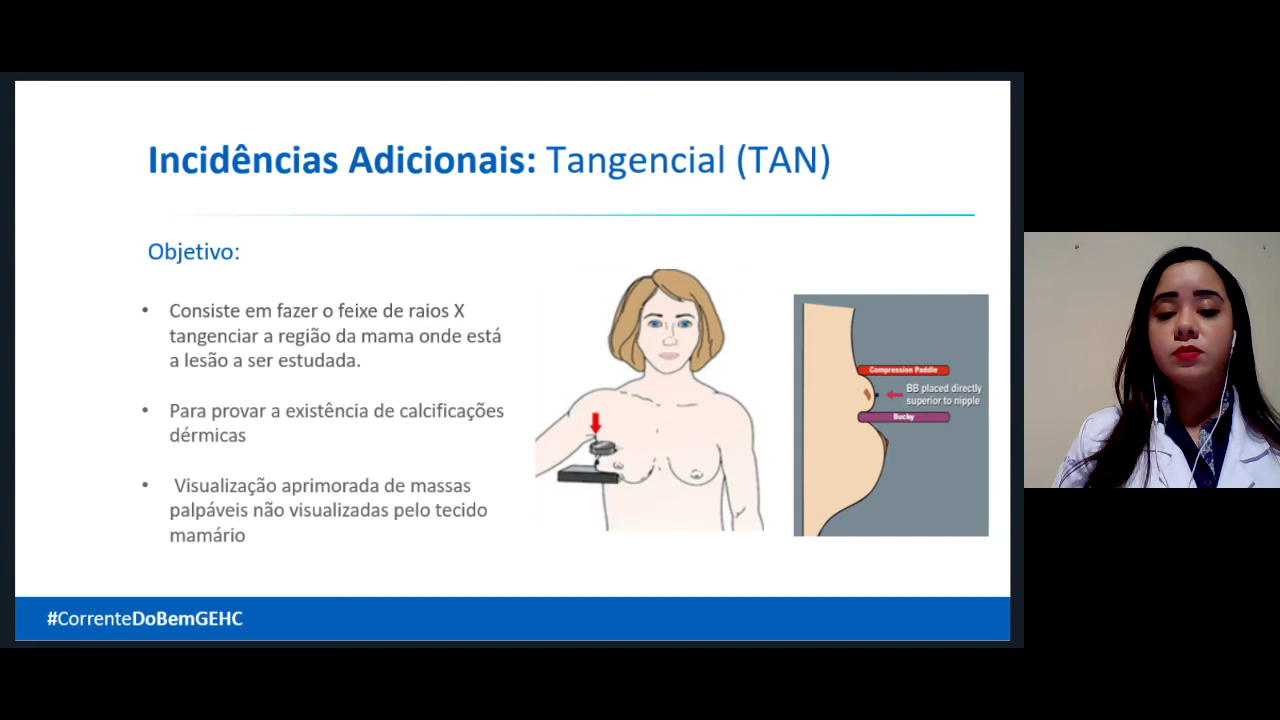 Incidências Adicionais: Tangencial (TAN)
Objetivo:
• Consiste em fazer o feixe de raios X
tangenciar a região da mama onde está
a lesão a ser estudada.
• Para provar a existência de calcificações
dérmicas
• Visualização aprimorada de massas
palpáveis não visualizadas pelo tecido
mamário
Compression Paddle
BB placed directly
superior to nipple
Bucky
#CorrenteDoBemGEHC